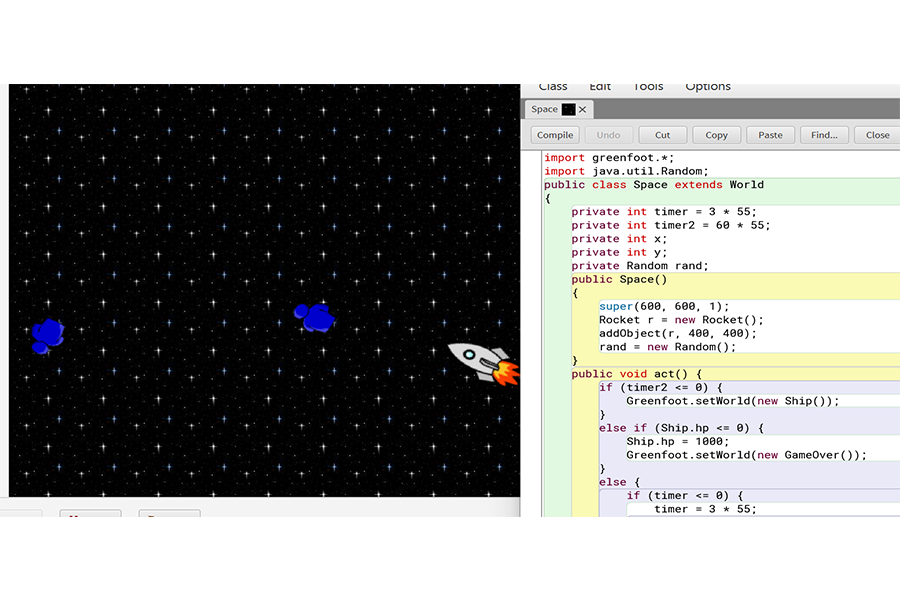 Class Edit Tools Options
Space
Compile Undo Cut Copy Paste Find... Close
import greenfoot.*;
import java.util.Random;
public class Space extends World
{
private int timer = 3 * 55;
private int timer2 = 60 * 55;
private int x;
private int y;
private Random rand;
public Space()
{
super(600, 600, 1);
Rocket r = new Rocket();
addObject(r, 400, 400);
rand = new Random();
}
public void act() {
if (timer2 <= 0) {
Greenfoot.setWorld(new Ship());
}
else if (Ship.hp <= 0) {
Ship.hp = 1000;
Greenfoot.setWorld(new GameOver());
}
else {
if (timer <= 0) {
timer = 3 * 55;